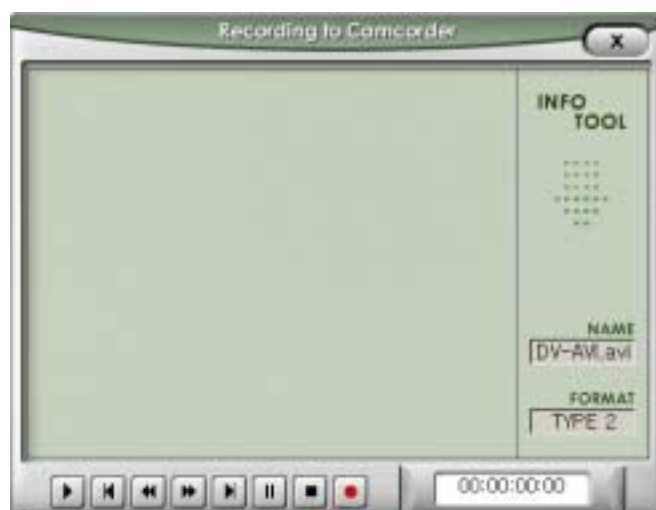 Recording to Camcorder
X
INFO
TOOL
NAME
DV-AVI.avi
FORMAT
TYPE 2
00:00:00:00